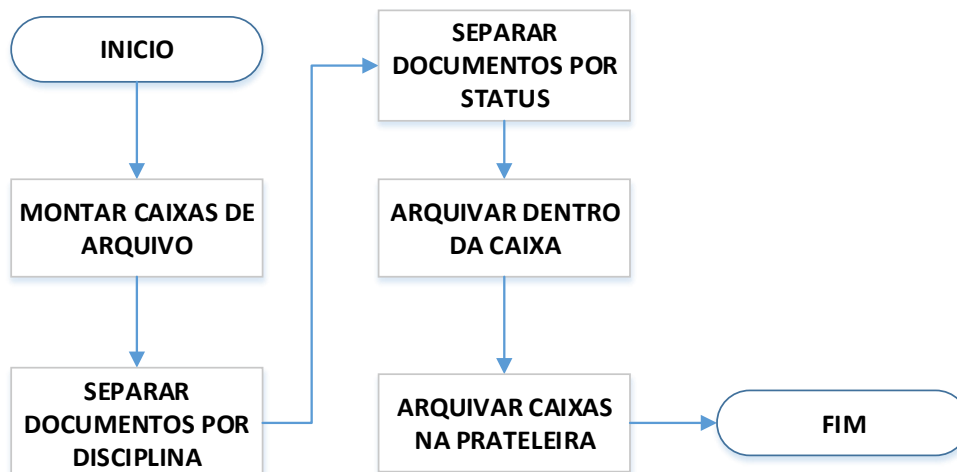 INICIO
MONTAR CAIXAS DE
ARQUIVO
SEPARAR
DOCUMENTOS POR
DISCIPLINA
SEPARAR
DOCUMENTOS POR
STATUS
ARQUIVAR DENTRO
DA CAIXA
ARQUIVAR CAIXAS
NA PRATELEIRA
FIM